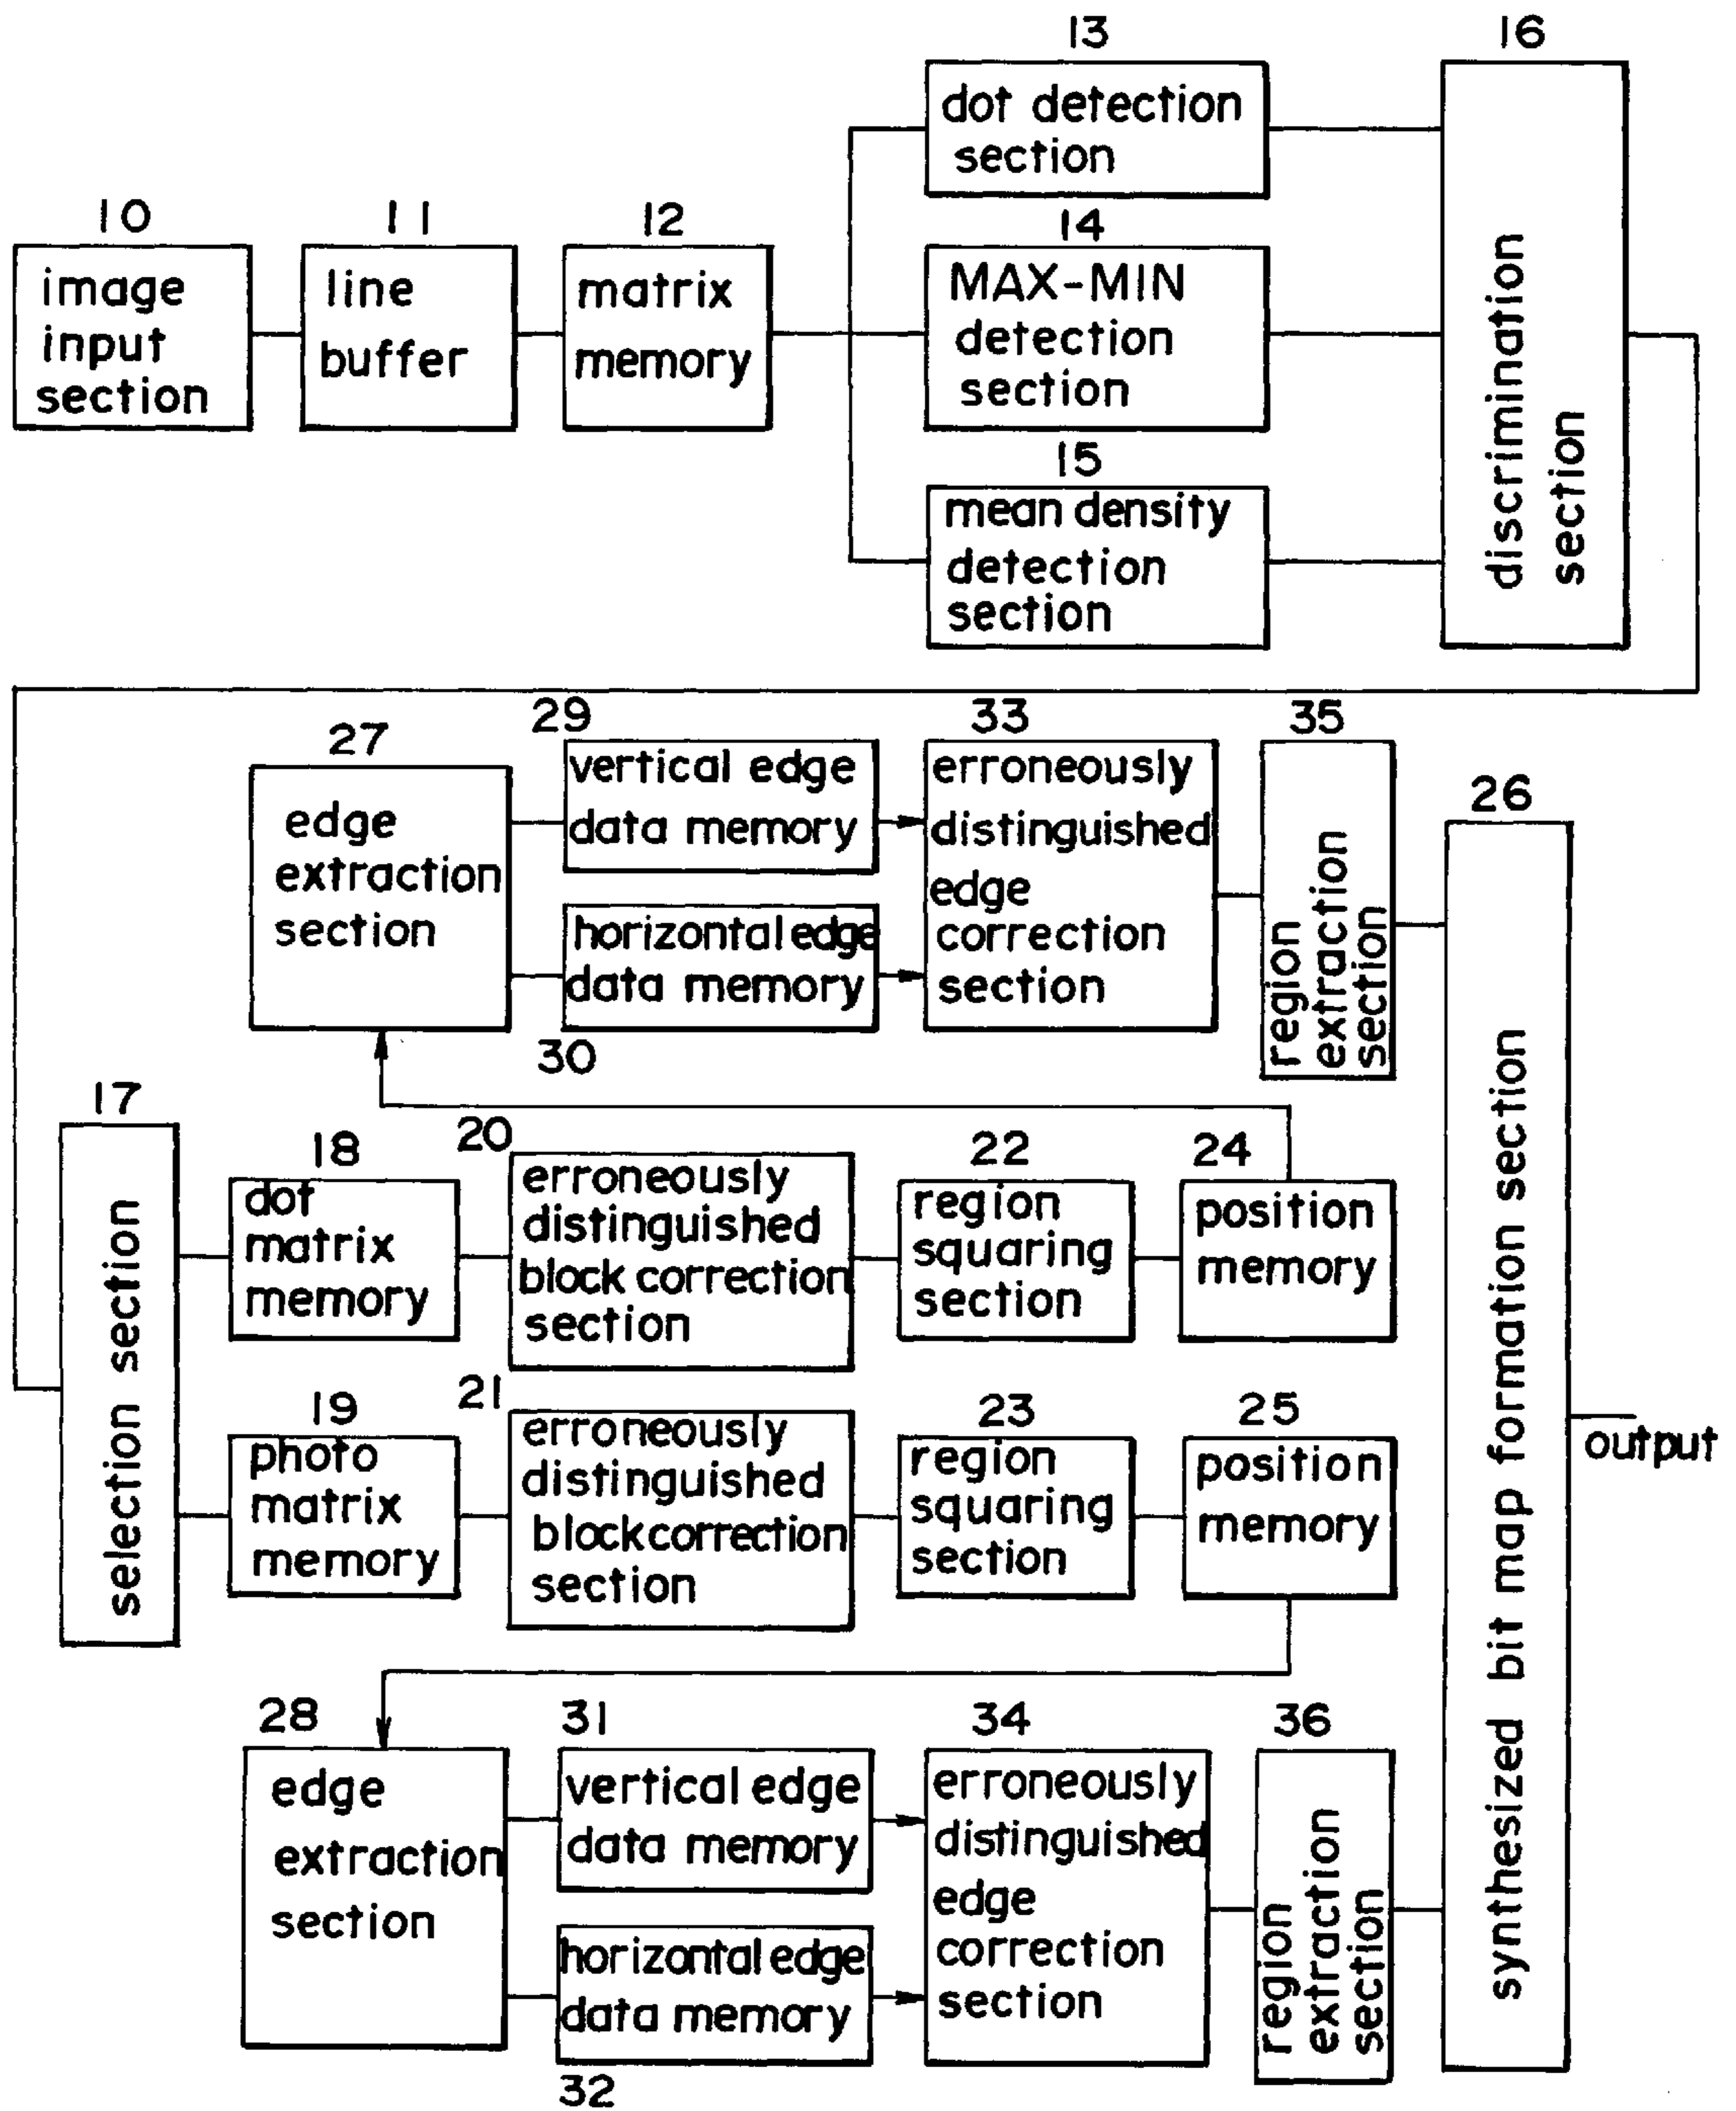 10
image
input
section
11
line
buffer
12
matrix
memory
13
dot detection
section
14
MAX-MIN
detection
section
15
mean density
detection
section
16
discrimination
section
27
edge
extraction
section
29
vertical edge
data memory
horizontal edge
data memory
30
33
erroneously
distinguished
edge
correction
section
35
region
extraction
section
26
synthesized bit map formation section
output
17
selection section
18
dot
matrix
memory
20
erroneously
distinguished
block correction
section
22
region
squaring
section
24
position
memory
19
photo
matrix
memory
21
erroneously
distinguished
block correction
section
23
region
squaring
section
25
position
memory
28
edge
extraction
section
31
vertical edge
data memory
horizontal edge
data memory
32
34
erroneously
distinguished
edge
correction
section
36
region
extraction
section